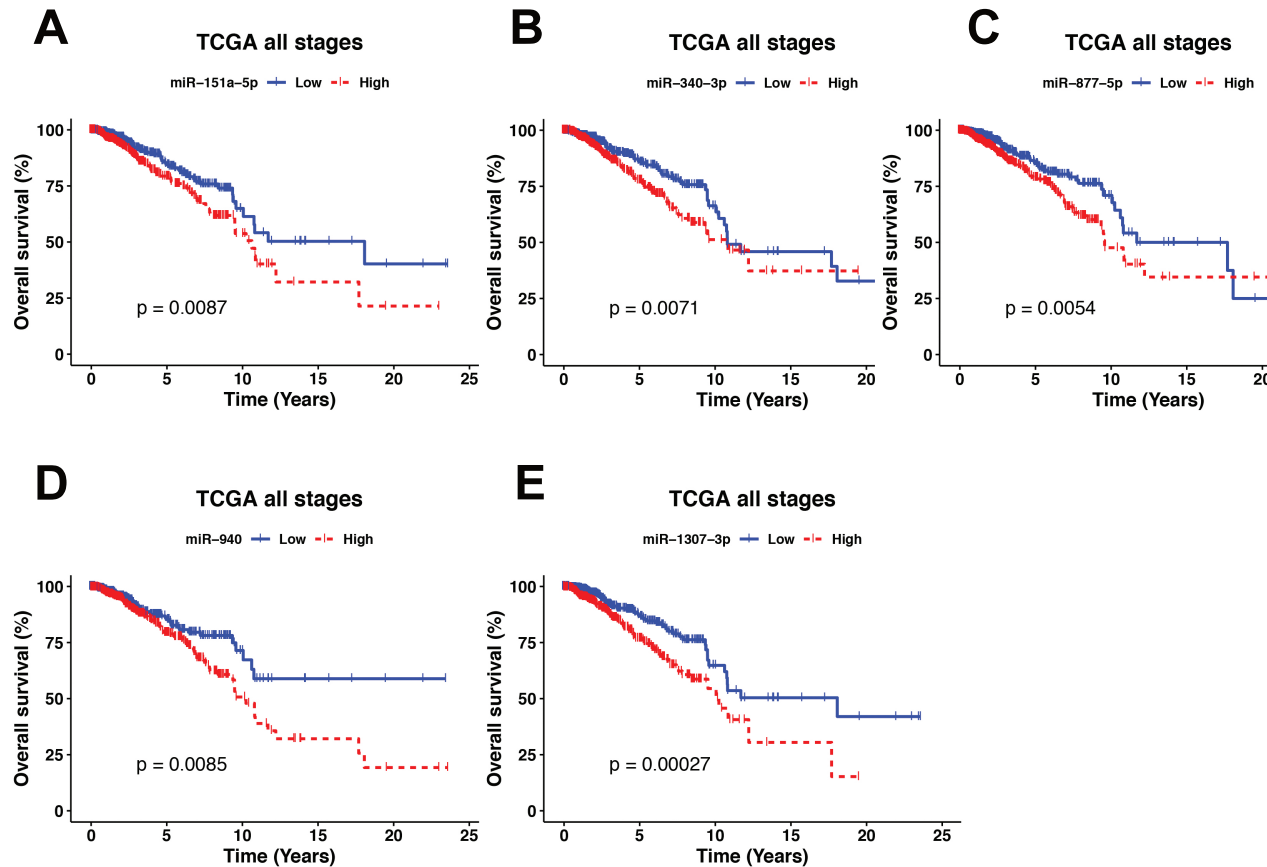 A
TCGA all stages
miR–151a–5p Low High
Overall survival (%)
100
75
50
25
0
p = 0.0087
0 5 10 15 20 25
Time (Years)
B
TCGA all stages
miR–340–3p Low High
Overall survival (%)
100
75
50
25
0
p = 0.0071
0 5 10 15 20
Time (Years)
C
TCGA all stages
miR–877–5p Low High
Overall survival (%)
100
75
50
25
0
p = 0.0054
0 5 10 15 20
Time (Years)
D
TCGA all stages
miR–940 Low High
Overall survival (%)
100
75
50
25
0
p = 0.0085
0 5 10 15 20 25
Time (Years)
E
TCGA all stages
miR–1307–3p Low High
Overall survival (%)
100
75
50
25
0
p = 0.00027
0 5 10 15 20 25
Time (Years)